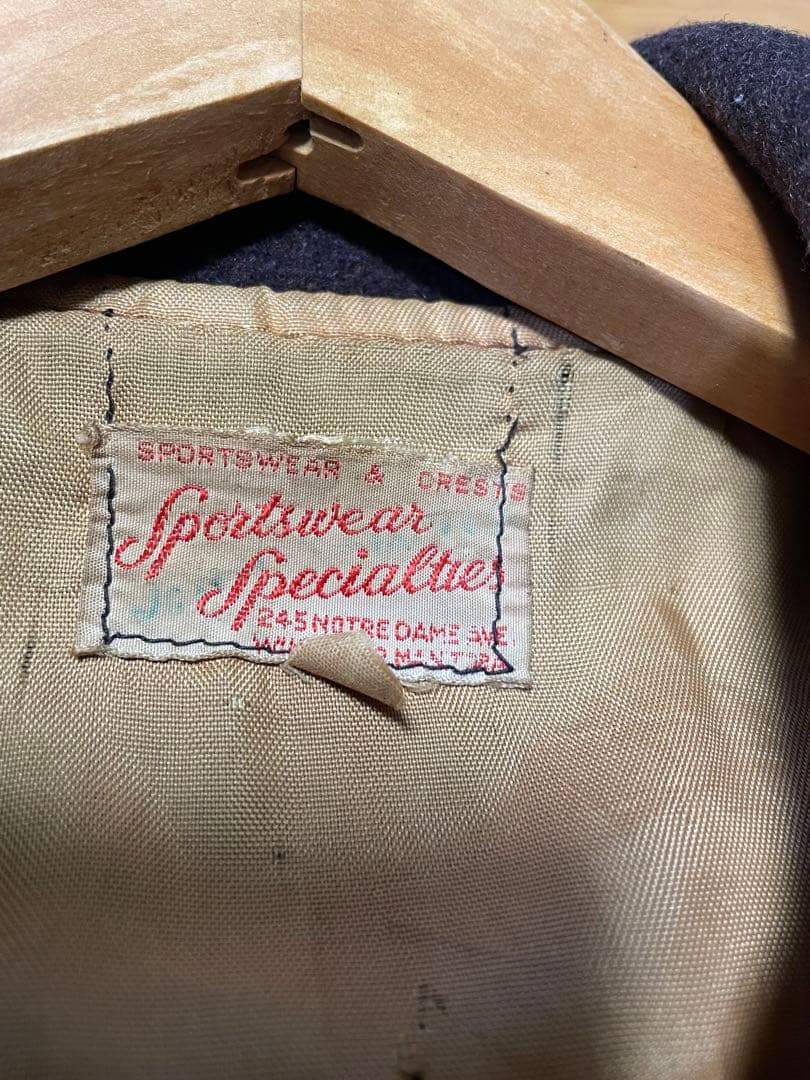 SPORTSWEAR & CRESTS
Sportswear
Specialties
245 NOTRE DAME AVE